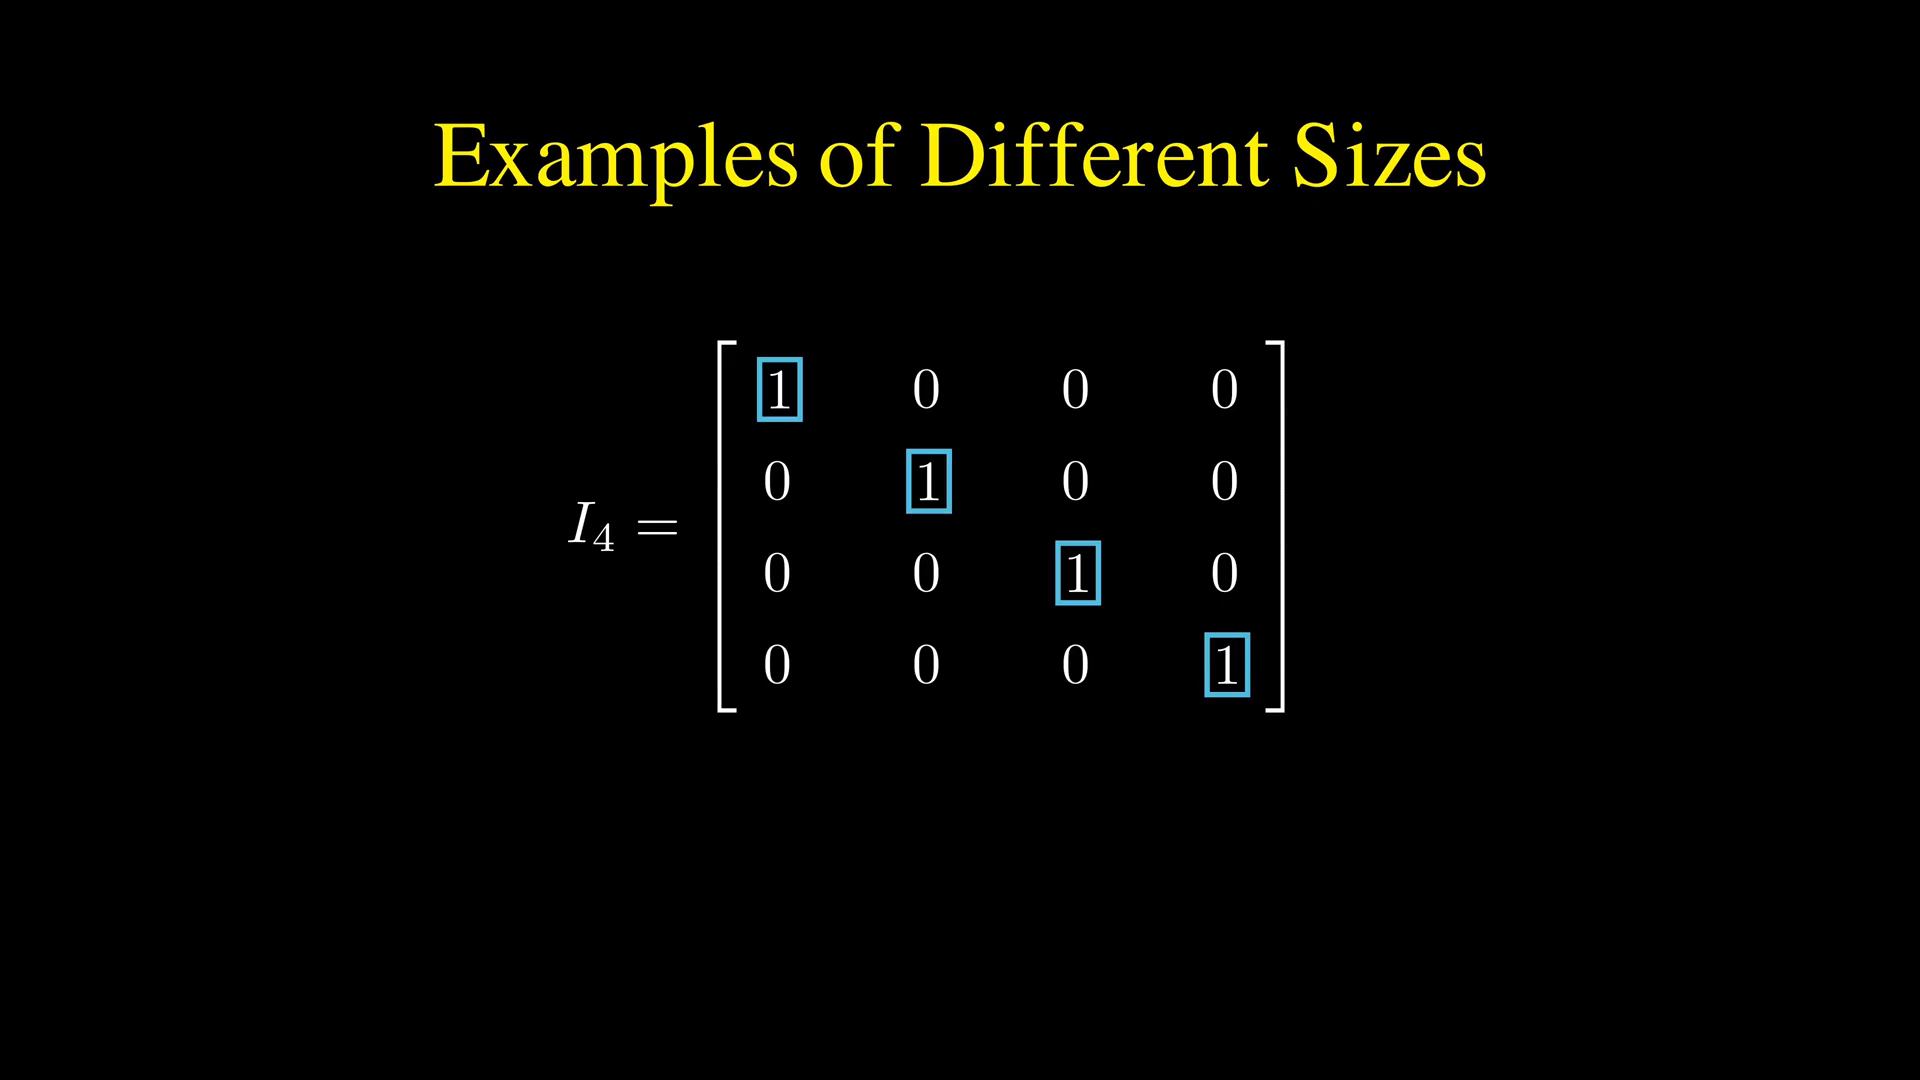 Examples of Different Sizes
1 0 0 0
0 1 0 0
I₄ =
0 0 1 0
0 0 0 1